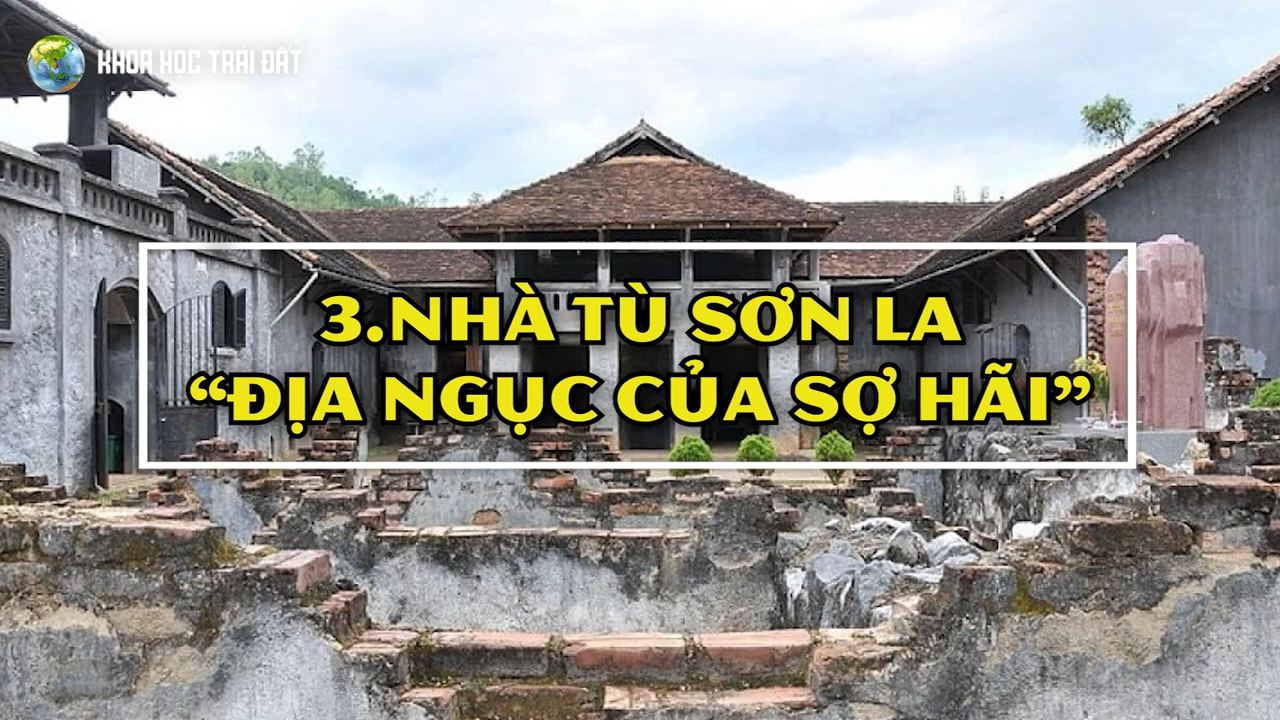 KHOA HỌC TRÁI ĐẤT
3.NHÀ TÙ SƠN LA
“ĐỊA NGỤC CỦA SỢ HÃI”